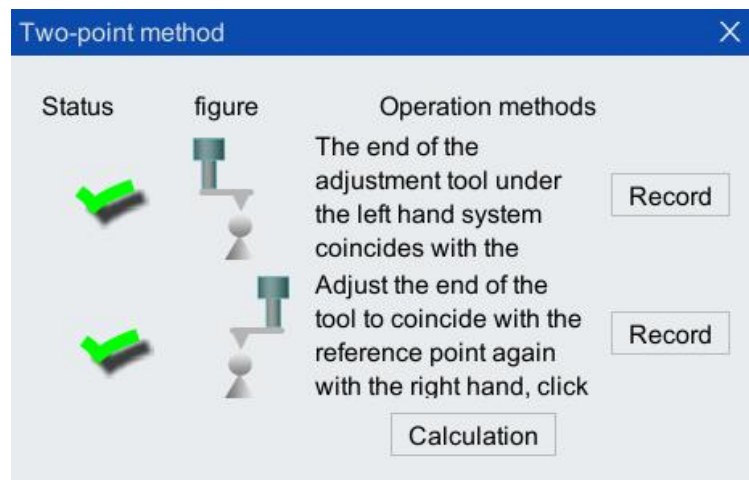 Two-point method
Status figure Operation methods
The end of the
adjustment tool under
the left hand system
coincides with the
Record
Adjust the end of the
tool to coincide with the
reference point again
with the right hand, click
Record
Calculation